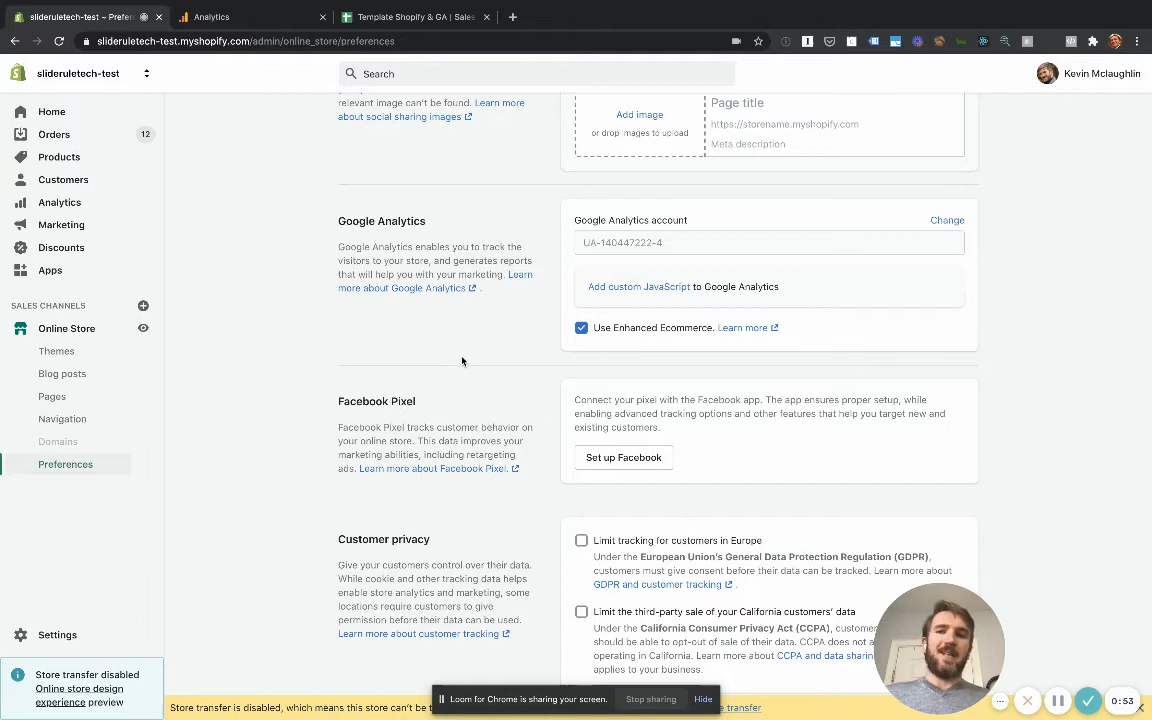 slideruletech-test – Prefer
Analytics
Template Shopify & GA | Sales
slideruletech-test.myshopify.com/admin/online_store/preferences
slideruletech-test
Search
Kevin Mclaughlin
Home
Orders
12
Products
Customers
Analytics
Marketing
Discounts
Apps
SALES CHANNELS
Online Store
Themes
Blog posts
Pages
Navigation
Domains
Preferences
Settings
Store transfer disabled
Online store design
experience preview
relevant image can't be found. Learn
more about social sharing images
Add image
or drop images to upload
Page title
https://storename.myshopify.com
Meta description
Google Analytics
Google Analytics enables you to track the
visitors to your store, and generates reports
that will help you with your marketing. Learn
more about Google Analytics .
Google Analytics account
Change
UA-140447222-4
Add custom JavaScript to Google Analytics
Use Enhanced Ecommerce. Learn more
Facebook Pixel
Facebook Pixel tracks customer behavior on
your online store. This data improves your
marketing abilities, including retargeting
ads. Learn more about Facebook Pixel.
Connect your pixel with the Facebook app. The app ensures proper setup, while
enabling advanced tracking options and other features that help you target new and
existing customers.
Set up Facebook
Customer privacy
Give your customers control over their data.
While cookie and other tracking data helps
enable store analytics and marketing, some
locations require customers to give
permission before their data can be used.
Learn more about customer tracking
Limit tracking for customers in Europe
Under the European Union's General Data Protection Regulation (GDPR),
customers must give consent before their data can be tracked. Learn more about
GDPR and customer tracking .
Limit the third-party sale of your California customers' data
Under the California Consumer Privacy Act (CCPA), custome
should be able to opt-out of sale of their data. CCPA does not a
operating in California. Learn more about CCPA and data sharin
applies to your business.
Store transfer is disabled, which means this store can't be t
Loom for Chrome is sharing your screen.
Stop sharing
Hide
e transfer
0:53